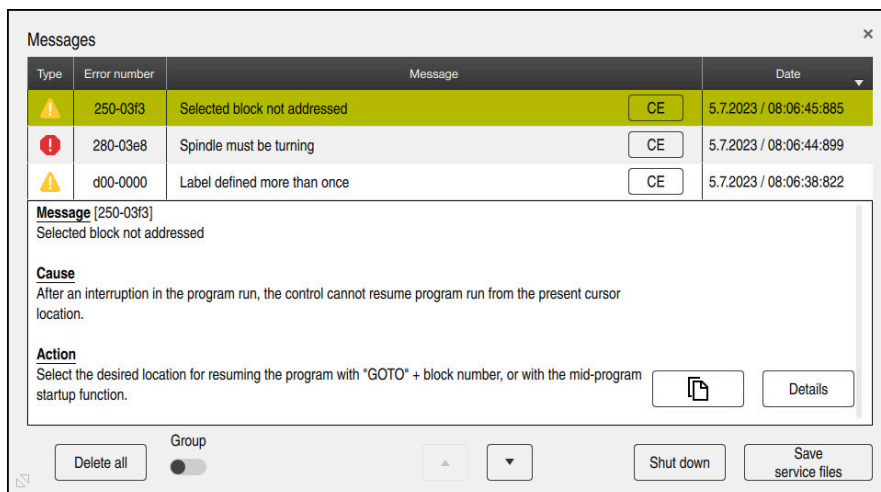 Messages
Type Error number Message Date
250-03f3 Selected block not addressed CE 5.7.2023 / 08:06:45:885
280-03e8 Spindle must be turning CE 5.7.2023 / 08:06:44:899
d00-0000 Label defined more than once CE 5.7.2023 / 08:06:38:822
Message [250-03f3]
Selected block not addressed
Cause
After an interruption in the program run, the control cannot resume program run from the present cursor
location.
Action
Select the desired location for resuming the program with "GOTO" + block number, or with the mid-program
startup function.
Details
Delete all
Group
Shut down
Save
service files